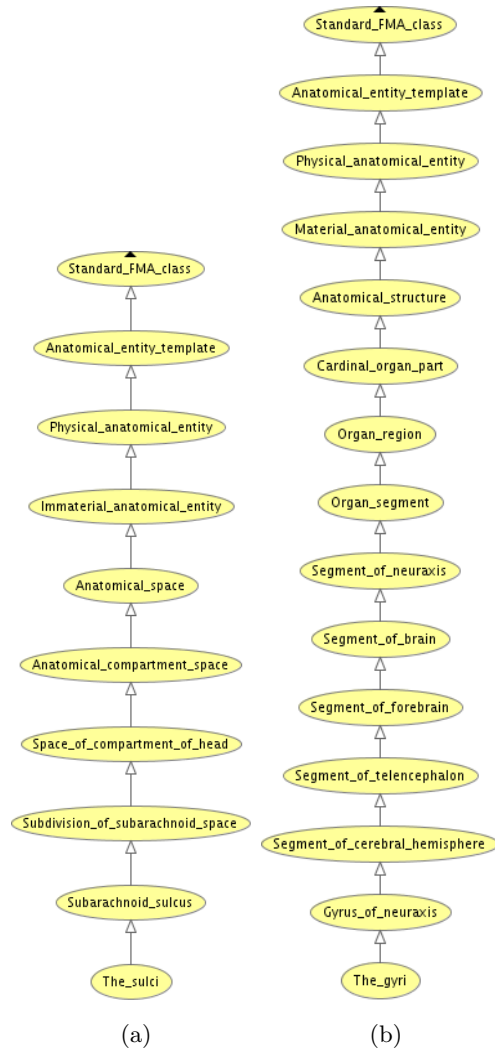 Standard_FMA_class
Anatomical_entity_template
Physical_anatomical_entity
Immaterial_anatomical_entity
Anatomical_space
Anatomical_compartment_space
Space_of_compartment_of_head
Subdivision_of_subarachnoid_space
Subarachnoid_sulcus
The_sulci
(a)
Standard_FMA_class
Anatomical_entity_template
Physical_anatomical_entity
Material_anatomical_entity
Anatomical_structure
Cardinal_organ_part
Organ_region
Organ_segment
Segment_of_neuraxis
Segment_of_brain
Segment_of_forebrain
Segment_of_telencephalon
Segment_of_cerebral_hemisphere
Gyrus_of_neuraxis
The_gyri
(b)